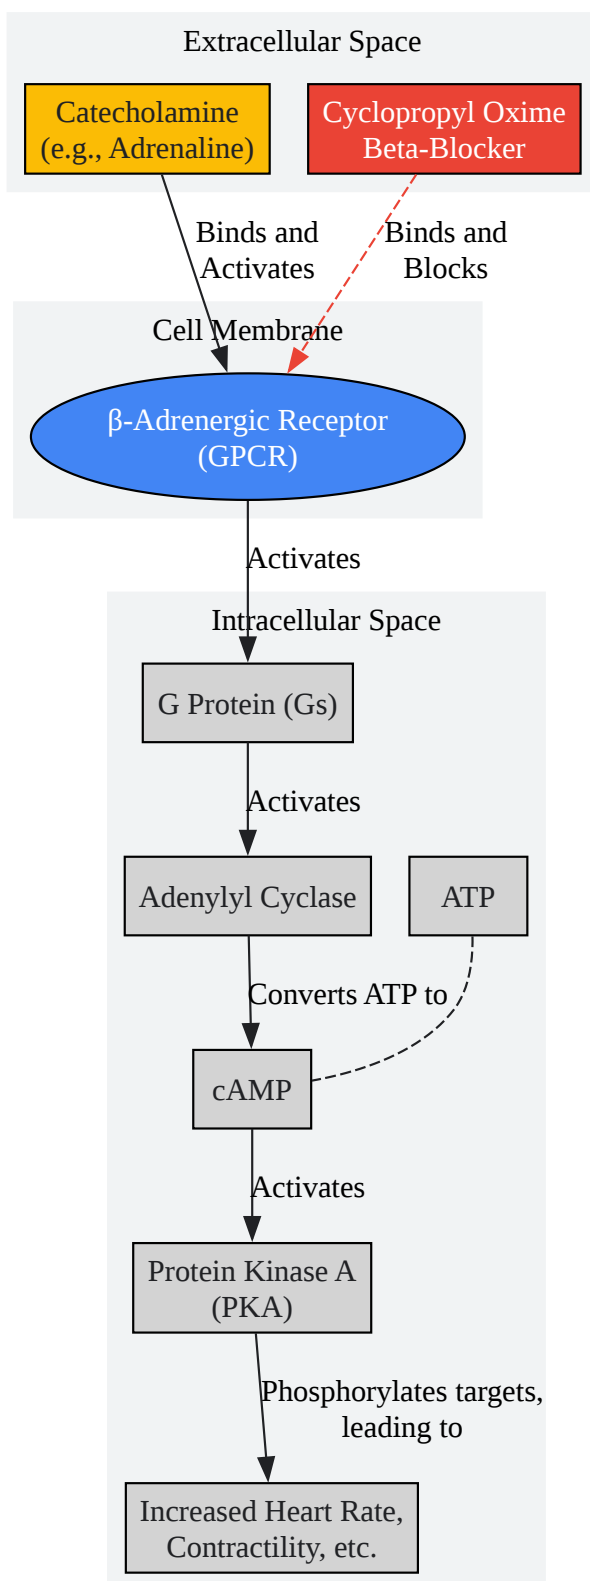 Extracellular Space
Catecholamine
(e.g., Adrenaline)
Cyclopropyl Oxime
Beta-Blocker
Binds and
Activates
Binds and
Blocks
Cell Membrane
β-Adrenergic Receptor
(GPCR)
Activates
Intracellular Space
G Protein (Gs)
Activates
Adenylyl Cyclase
ATP
Converts ATP to
cAMP
Activates
Protein Kinase A
(PKA)
Phosphorylates targets,
leading to
Increased Heart Rate,
Contractility, etc.